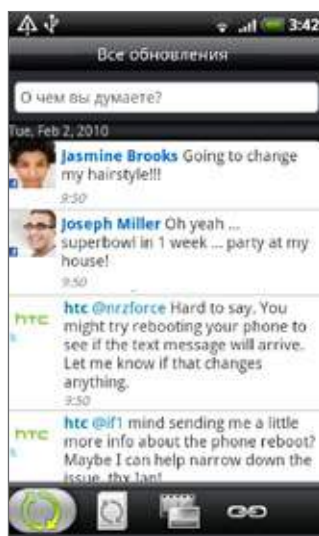 3:42
Все обновления
О чем вы думаете?
Tue, Feb 2, 2010
Jasmine Brooks Going to change
my hairstyle!!!
9:50
Joseph Miller Oh yeah ...
superbowl in 1 week ... party at my
house!
9:50
htc @nrzforce Hard to say. You
might try rebooting your phone to
see if the text message will arrive.
Let me know if that changes
anything.
9:50
htc @if1 mind sending me a little
more info about the phone reboot?
Maybe I can help narrow down the
issue, thx Ian!
htc
htc